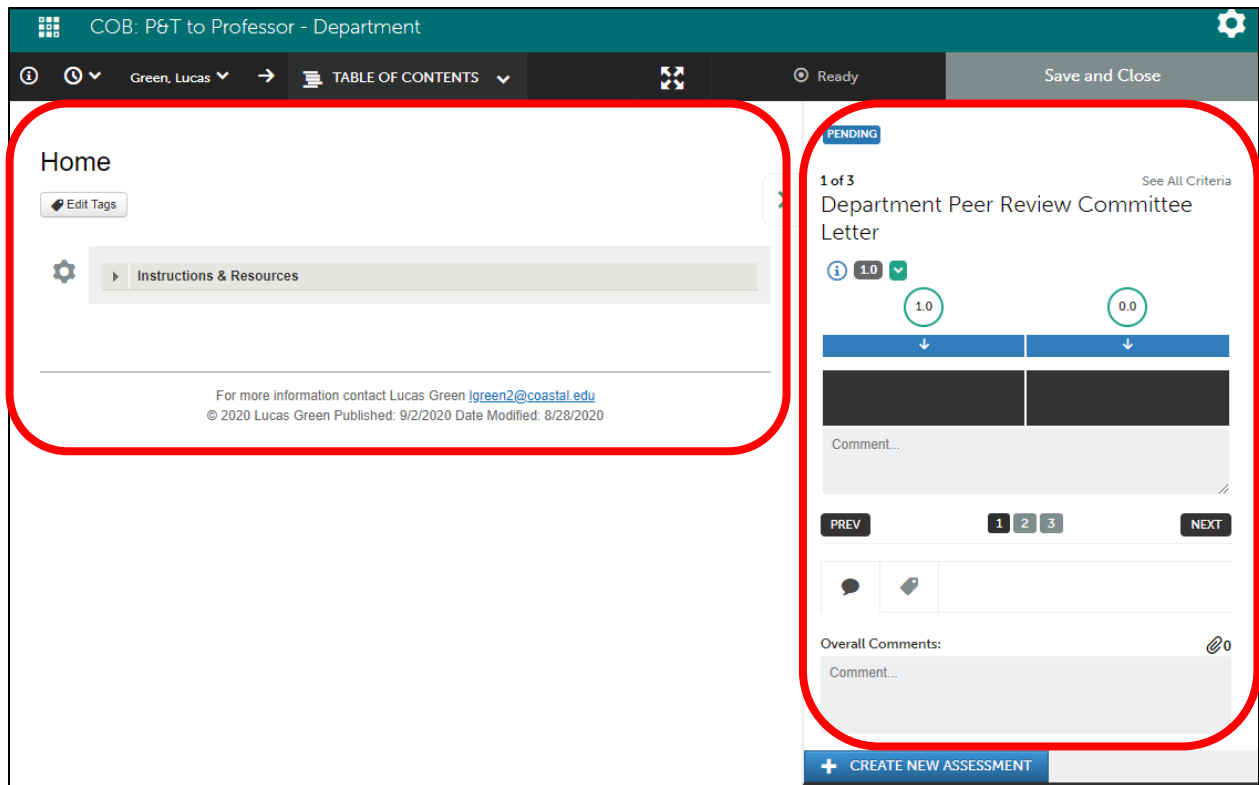 COB: P&T to Professor - Department
Green, Lucas
TABLE OF CONTENTS
Ready
Save and Close
Home
Edit Tags
Instructions & Resources
For more information contact Lucas Green lgreen2@coastal.edu
© 2020 Lucas Green Published: 9/2/2020 Date Modified: 8/28/2020
PENDING
1 of 3
See All Criteria
Department Peer Review Committee
Letter
1.0
1.0 0.0
Comment...
PREV 1 2 3 NEXT
Overall Comments: 0
Comment...
+ CREATE NEW ASSESSMENT